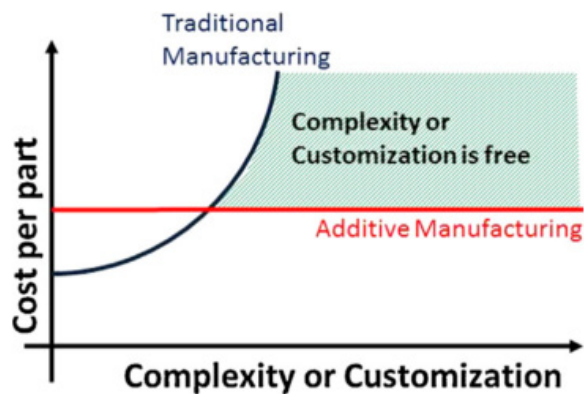 Traditional
Manufacturing
Complexity or
Customization is free
Additive Manufacturing
Cost per part
Complexity or Customization